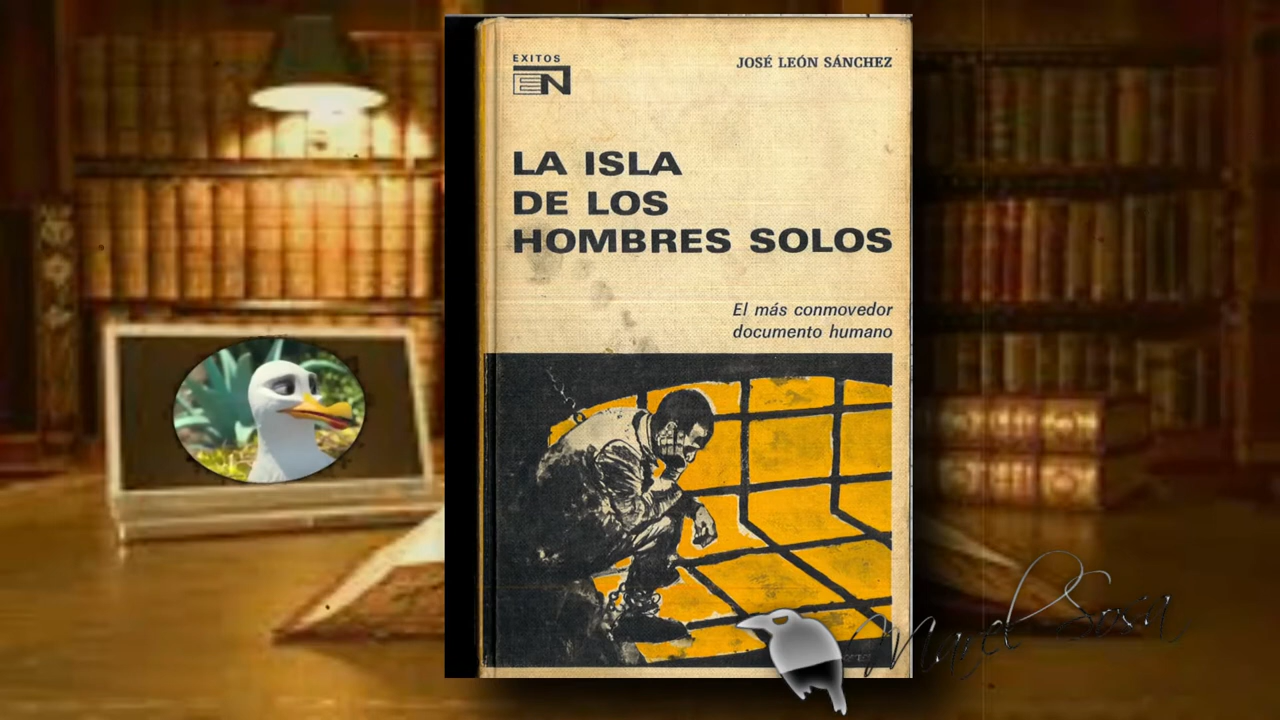 EXITOS
EN
JOSÉ LEÓN SÁNCHEZ
LA ISLA
DE LOS
HOMBRES SOLOS
El más conmovedor
documento humano